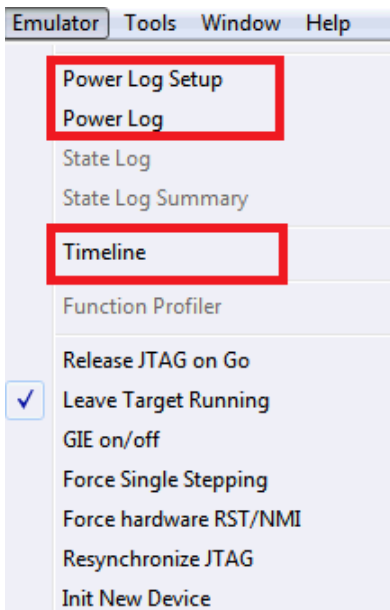 Emulator Tools Window Help
Power Log Setup
Power Log
State Log
State Log Summary
Timeline
Function Profiler
Release JTAG on Go
Leave Target Running
GIE on/off
Force Single Stepping
Force hardware RST/NMI
Resynchronize JTAG
Init New Device